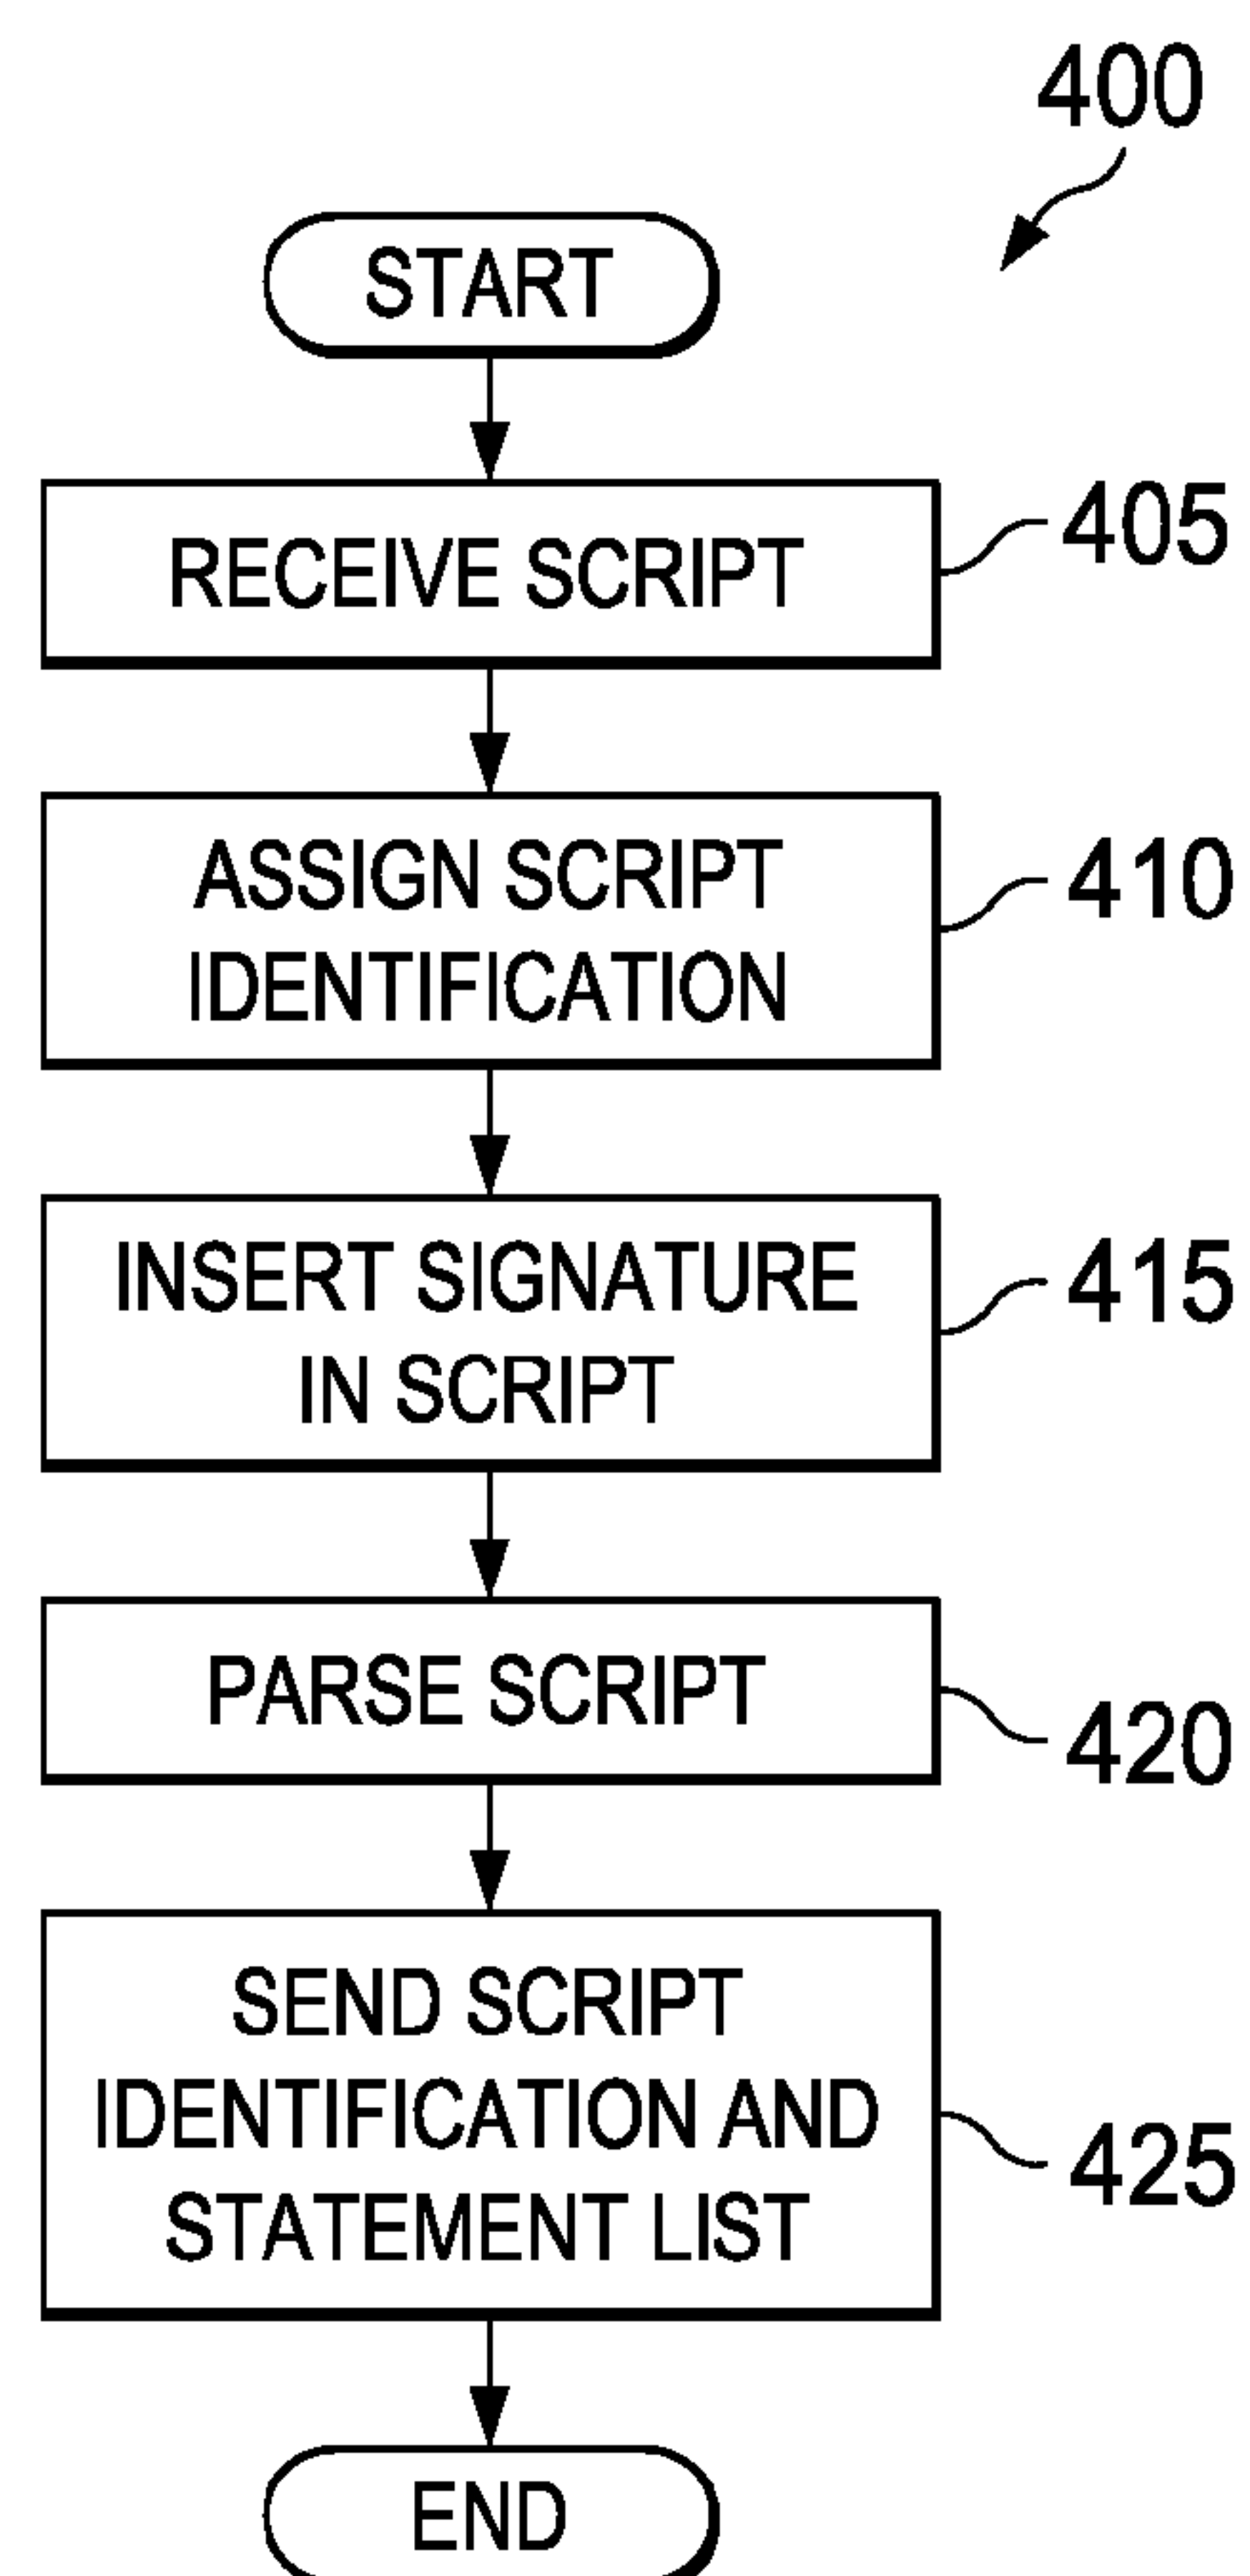 400
START
RECEIVE SCRIPT
405
ASSIGN SCRIPT
IDENTIFICATION
410
INSERT SIGNATURE
IN SCRIPT
415
PARSE SCRIPT
420
SEND SCRIPT
IDENTIFICATION AND
STATEMENT LIST
425
END